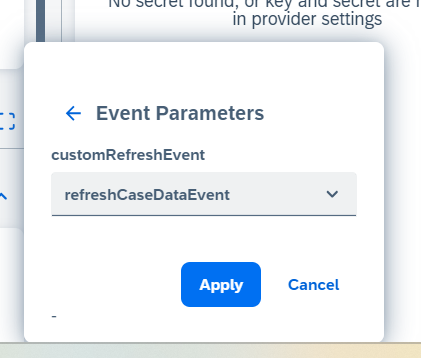 No secret found, or key and secret are
in provider settings
Event Parameters
customRefreshEvent
refreshCaseDataEvent
Apply
Cancel
-